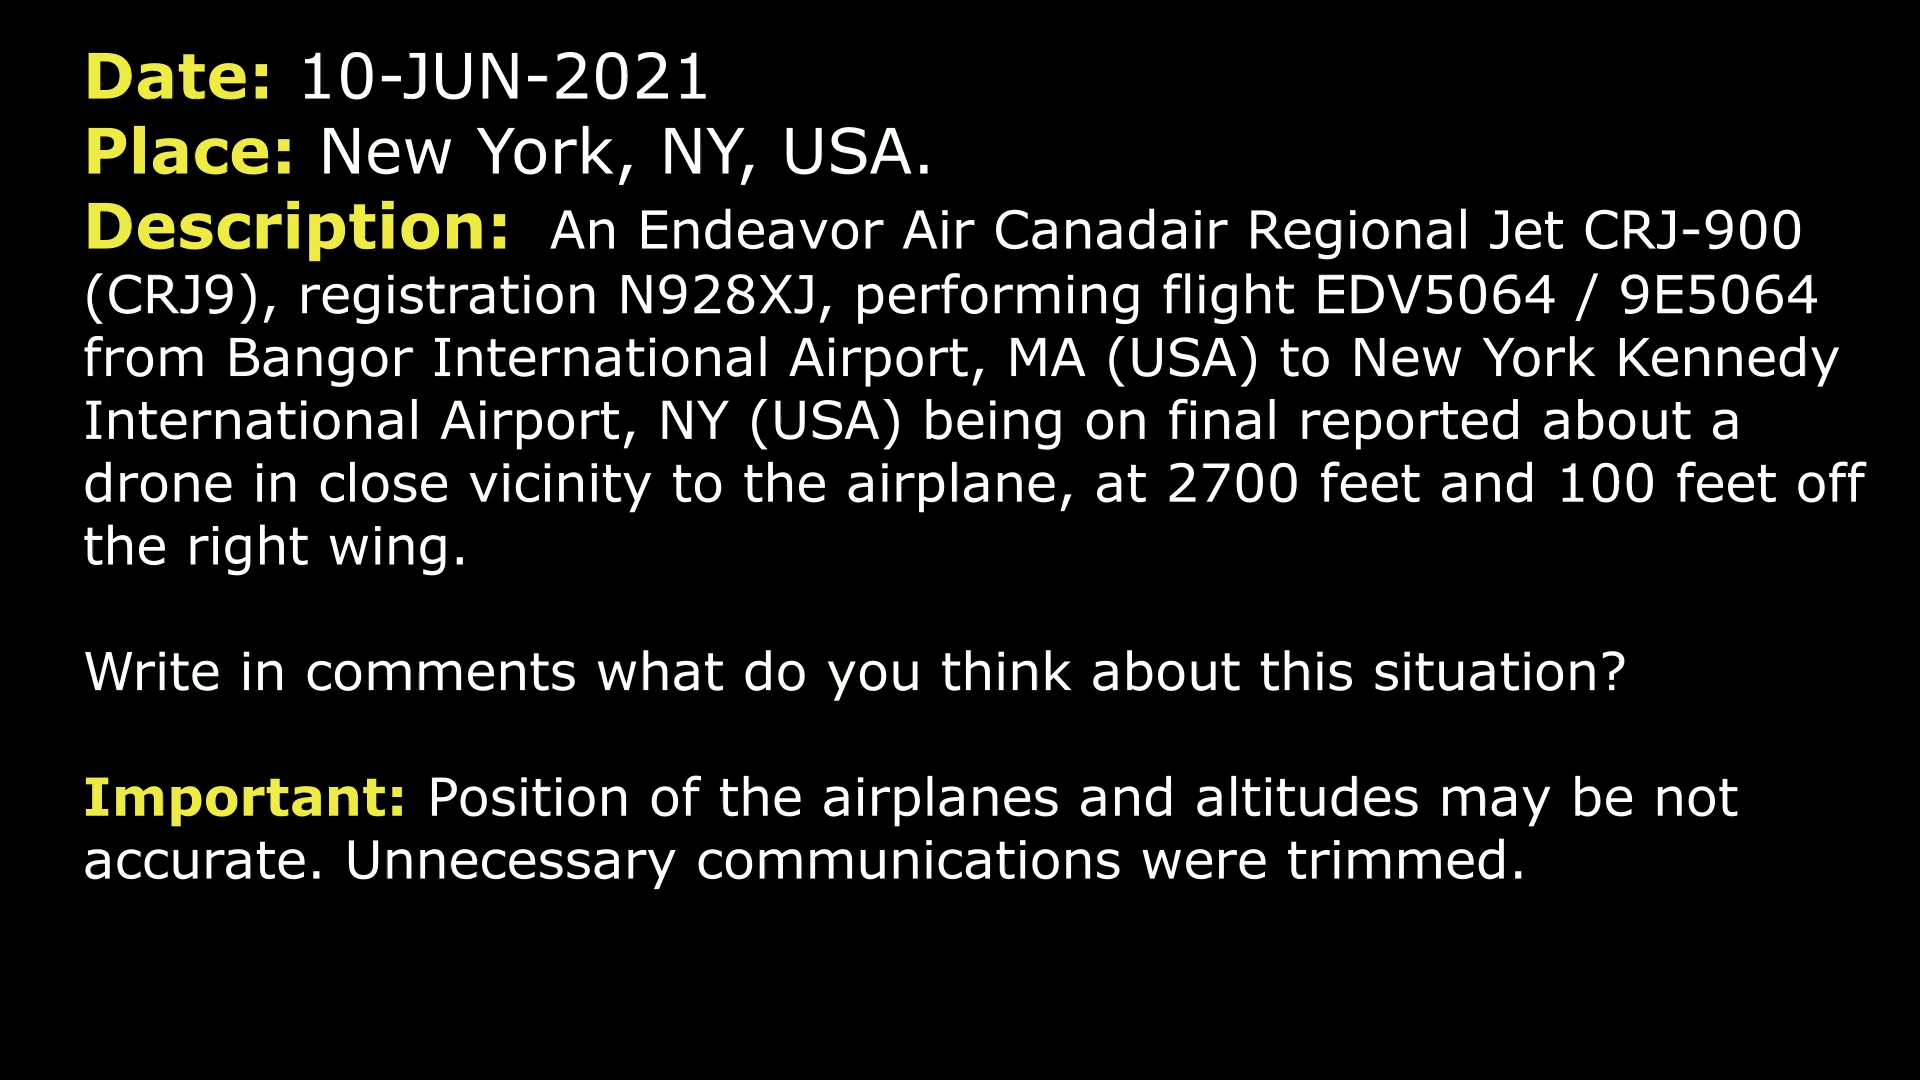 Date: 10-JUN-2021
Place: New York, NY, USA.
Description: An Endeavor Air Canadair Regional Jet CRJ-900
(CRJ9), registration N928XJ, performing flight EDV5064 / 9E5064
from Bangor International Airport, MA (USA) to New York Kennedy
International Airport, NY (USA) being on final reported about a
drone in close vicinity to the airplane, at 2700 feet and 100 feet off
the right wing.
Write in comments what do you think about this situation?
Important: Position of the airplanes and altitudes may be not
accurate. Unnecessary communications were trimmed.